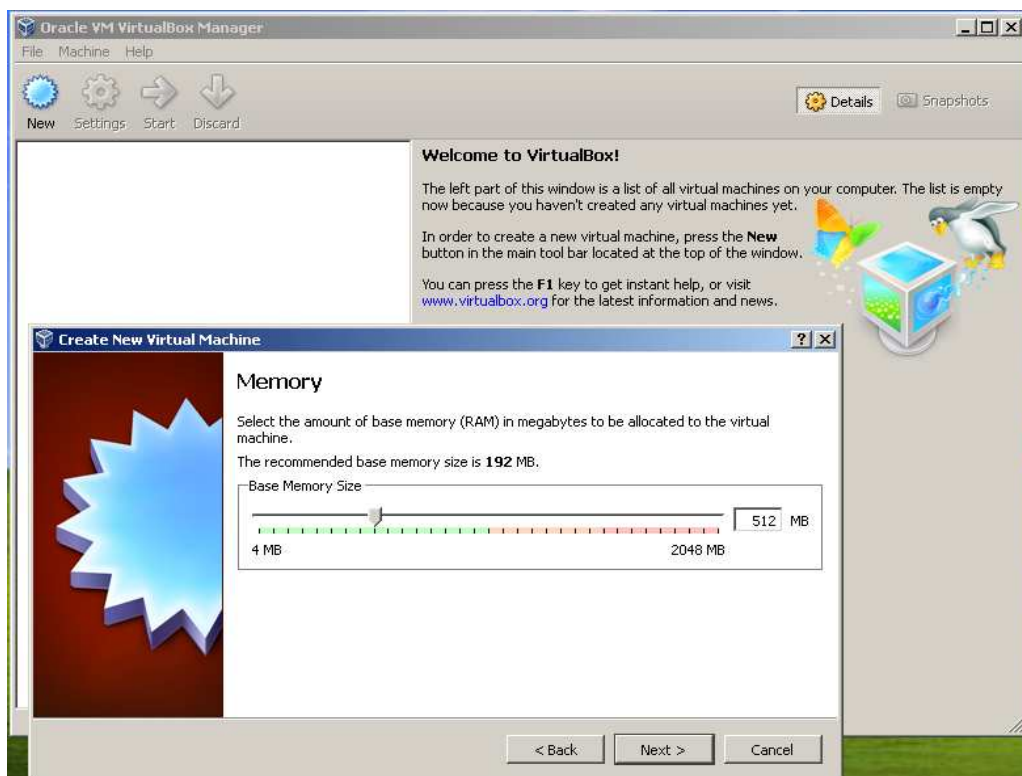 Oracle VM VirtualBox Manager
File Machine Help
New Settings Start Discard
Details Snapshots
Welcome to VirtualBox!
The left part of this window is a list of all virtual machines on your computer. The list is empty
now because you haven't created any virtual machines yet.
In order to create a new virtual machine, press the New
button in the main tool bar located at the top of the window.
You can press the F1 key to get instant help, or visit
www.virtualbox.org for the latest information and news.
Create New Virtual Machine
Memory
Select the amount of base memory (RAM) in megabytes to be allocated to the virtual
machine.
The recommended base memory size is 192 MB.
Base Memory Size
512 MB
4 MB 2048 MB
< Back Next > Cancel